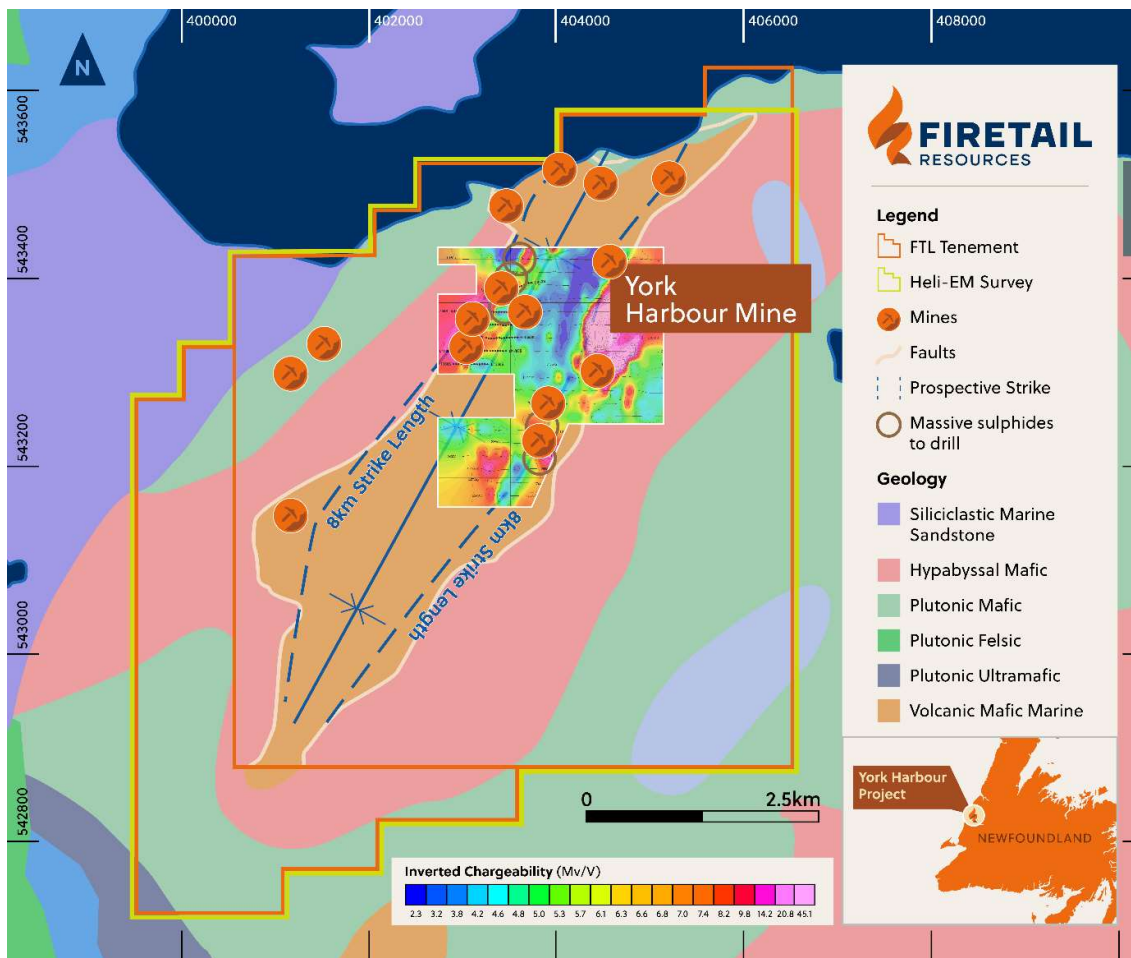 400000
402000
404000
406000
408000
N
543600
543400
543200
543000
542800
York
Harbour Mine
8km Strike Length
8km Strike Length
0
2.5km
Inverted Chargeability (Mv/V)
2.3 3.2 3.8 4.2 4.6 4.8 5.0 5.3 5.7 6.1 6.3 6.6 6.8 7.0 7.4 8.2 9.8 14.2 20.8 45.1
FIRETAIL
RESOURCES
Legend
FTL Tenement
Heli-EM Survey
Mines
Faults
Prospective Strike
Massive sulphides
to drill
Geology
Siliciclastic Marine
Sandstone
Hypabyssal Mafic
Plutonic Mafic
Plutonic Felsic
Plutonic Ultramafic
Volcanic Mafic Marine
York Harbour
Project
NEWFOUNDLAND